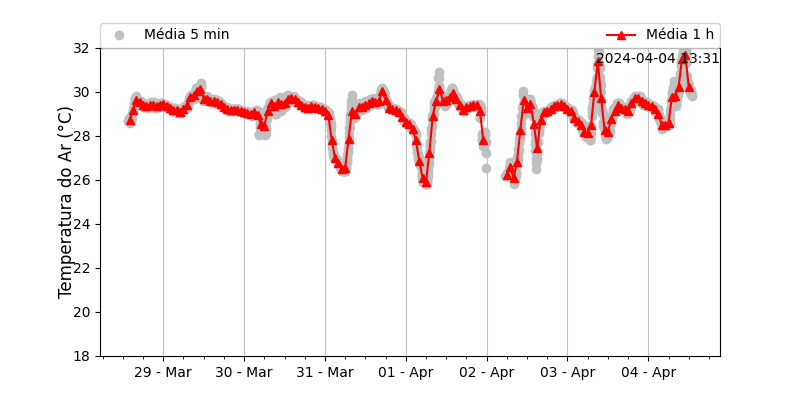 Média 5 min
Média 1 h
2024-04-04 13:31
Temperatura do Ar (°C)
32
30
28
26
24
22
20
18
29 - Mar
30 - Mar
31 - Mar
01 - Apr
02 - Apr
03 - Apr
04 - Apr